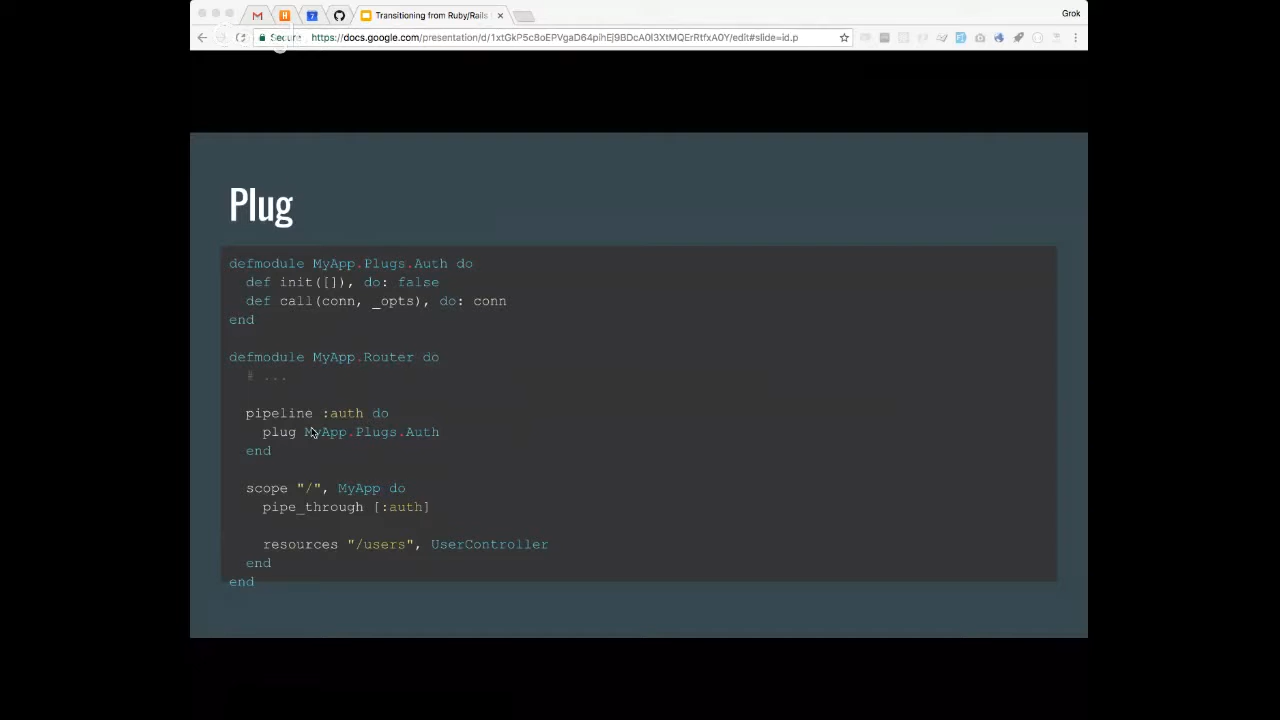 Transitioning from Ruby/Rails
Grok
Secure
https://docs.google.com/presentation/d/1xtGkP5c8oEPVgaD64pihEj9BDcA0l3XtMQErRtfxA0Y/edit#slide=id.p
Plug
defmodule MyApp.Plugs.Auth do
  def init([]), do: false
  def call(conn, _opts), do: conn
end
defmodule MyApp.Router do
  # ...
  pipeline :auth do
    plug MyApp.Plugs.Auth
  end
  scope "/", MyApp do
    pipe_through [:auth]
    resources "/users", UserController
  end
end